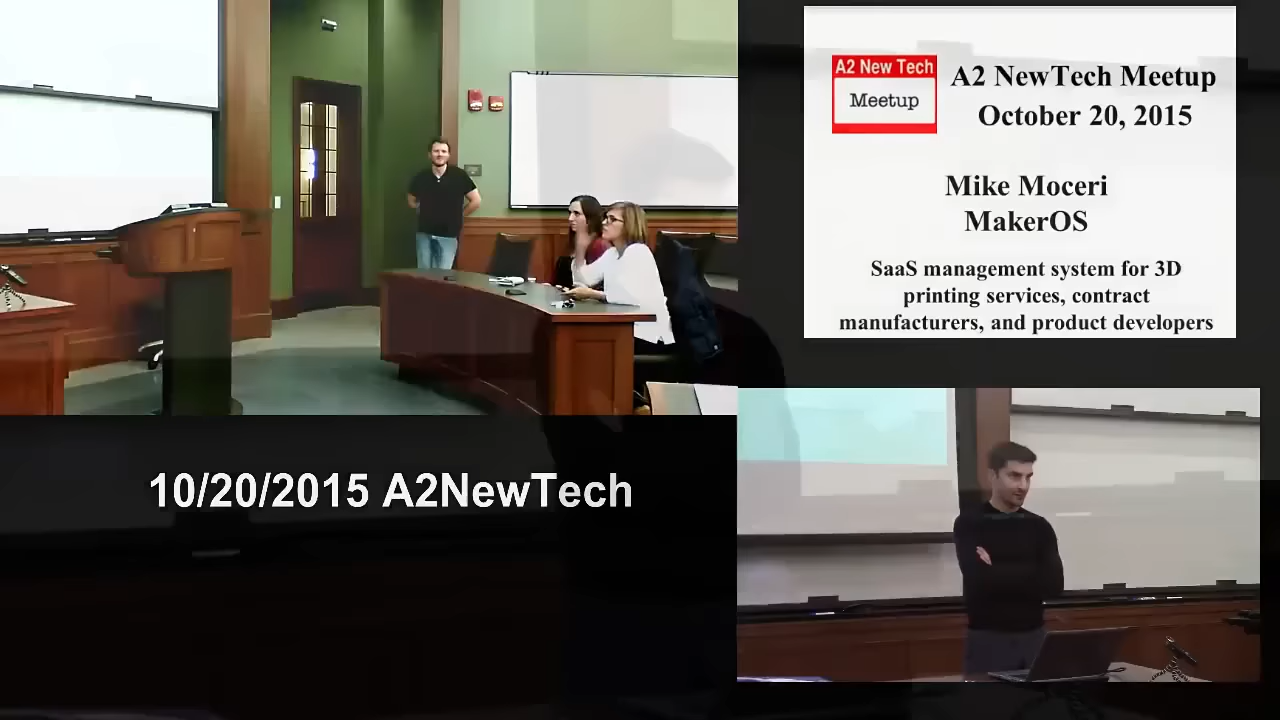 A2 New Tech
Meetup
A2 NewTech Meetup
October 20, 2015
Mike Moceri
MakerOS
SaaS management system for 3D
printing services, contract
manufacturers, and product developers
10/20/2015 A2NewTech